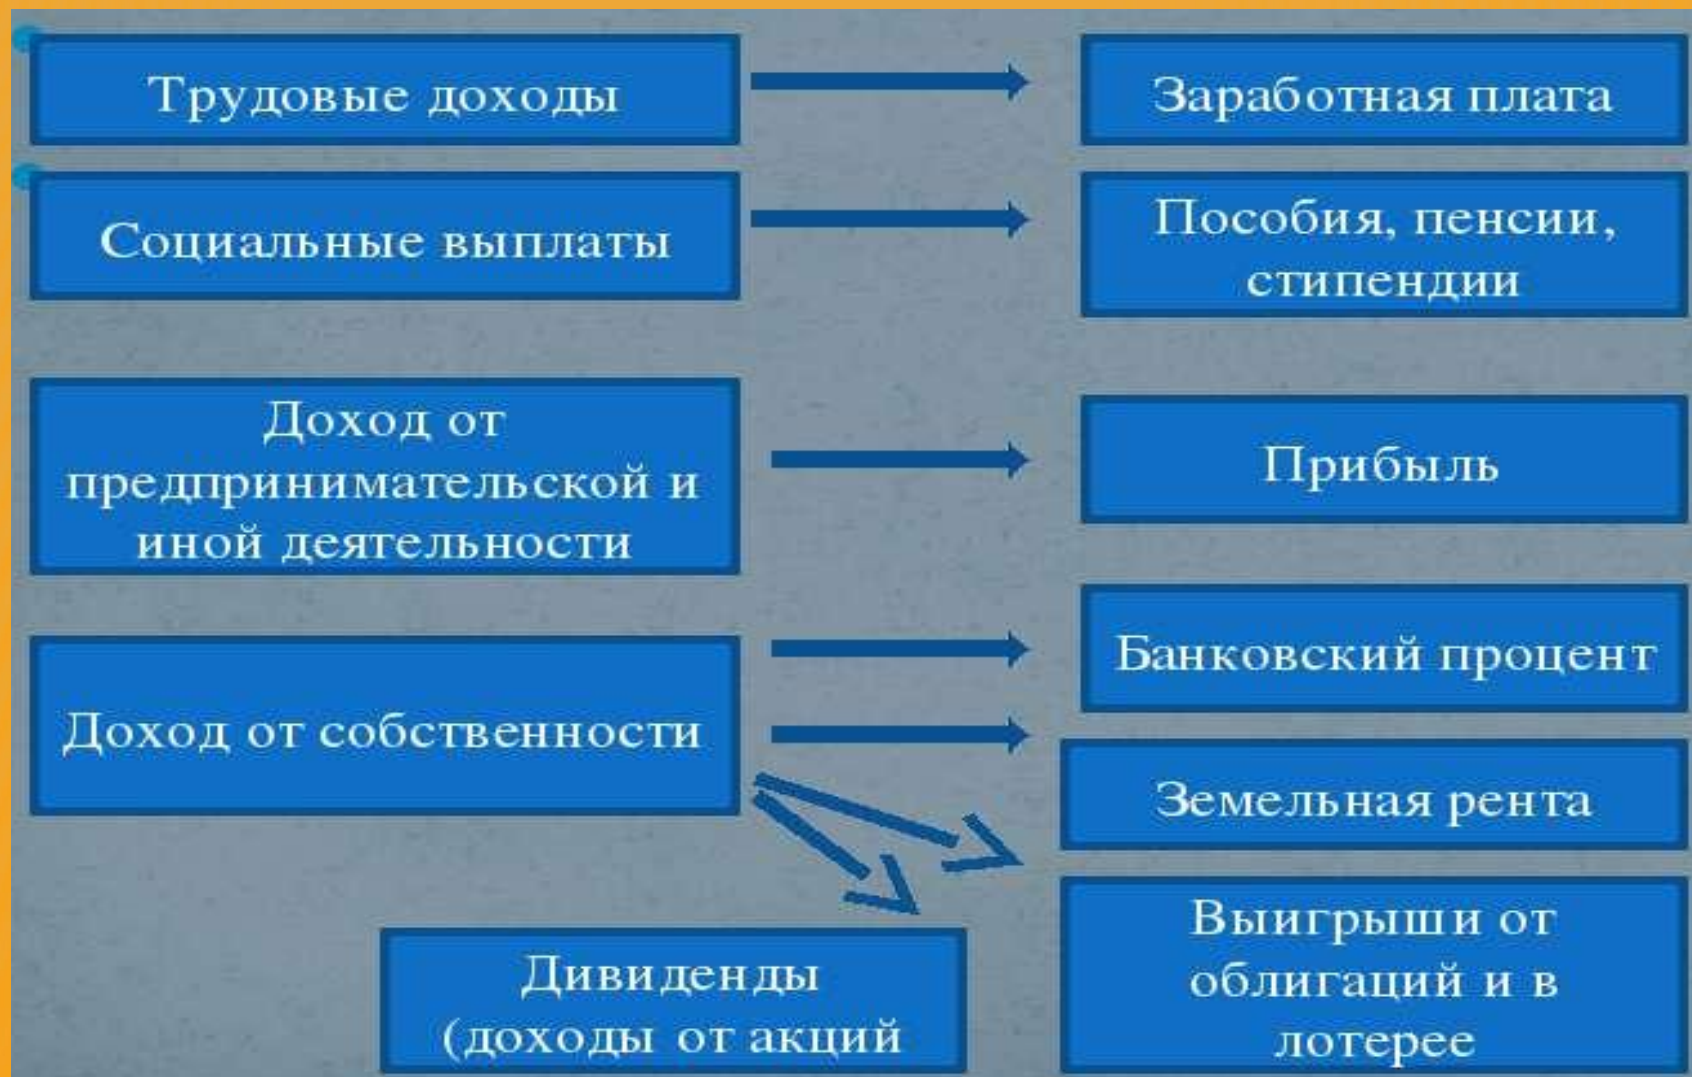 Трудовые доходы
Заработная плата
Социальные выплаты
Пособия, пенсии,
стипендии
Доход от
предпринимательской и
иной деятельности
Прибыль
Доход от собственности
Банковский процент
Земельная рента
Выигрыши от
облигаций и в
лотерее
Дивиденды
(доходы от акций